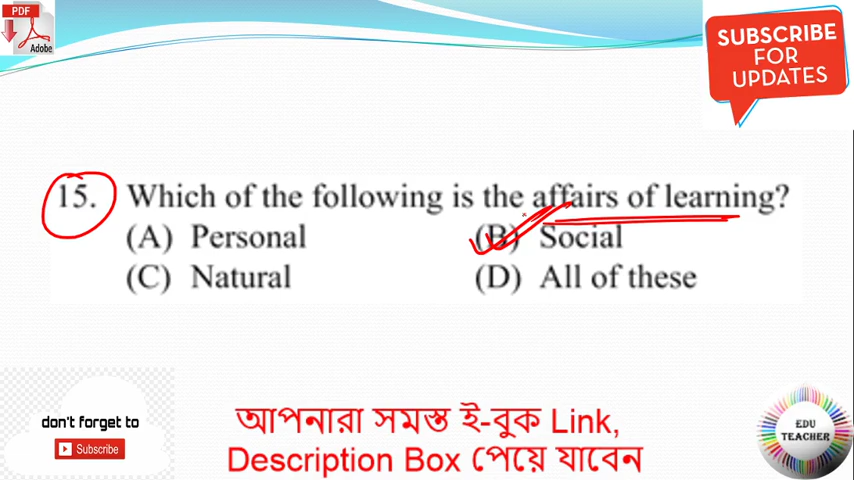 PDF
Adobe
SUBSCRIBE
FOR
UPDATES
15. Which of the following is the affairs of learning?
(A) Personal (B) Social
(C) Natural (D) All of these
don't forget to
Subscribe
আপনারা সমস্ত ই-বুক Link,
Description Box পেয়ে যাবেন
EDU
TEACHER